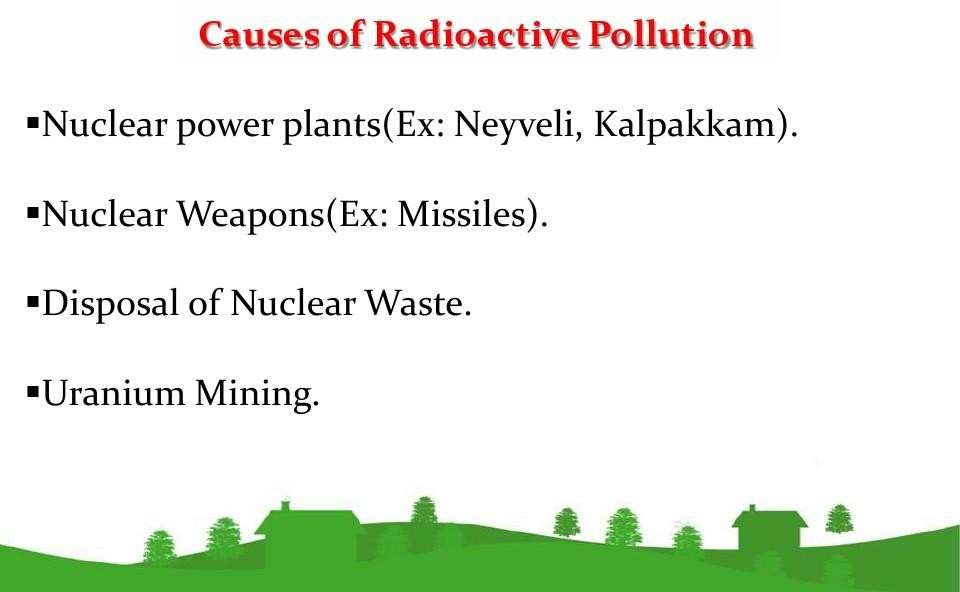 Causes of Radioactive Pollution
▪Nuclear power plants(Ex: Neyveli, Kalpakkam).
▪Nuclear Weapons(Ex: Missiles).
▪Disposal of Nuclear Waste.
▪Uranium Mining.